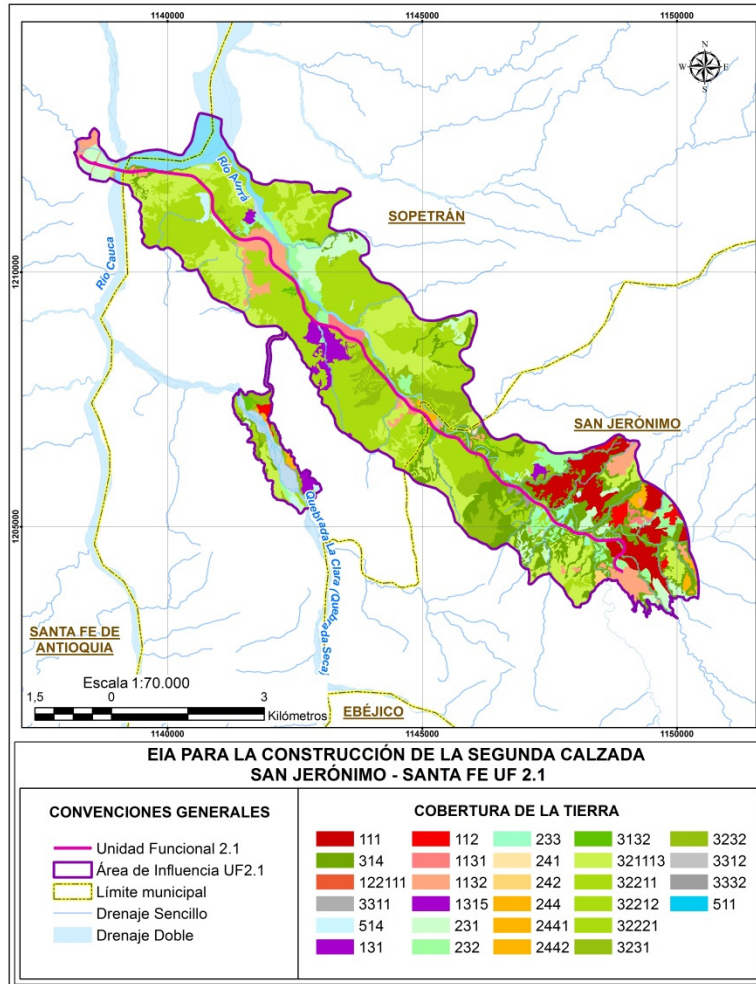 1140000
1145000
1150000
N
W
E
S
Río Aurrá
SOPETRÁN
Río Cauca
1210000
1210000
SAN JERÓNIMO
Quebrada La Clara (Quebrada Seca)
1205000
1205000
SANTA FE DE
ANTIOQUIA
Escala 1:70.000
1,5 0 3
Kilómetros
EBÉJICO
1140000
1145000
1150000
EIA PARA LA CONSTRUCCIÓN DE LA SEGUNDA CALZADA
SAN JERÓNIMO - SANTA FE UF 2.1
CONVENCIONES GENERALES
Unidad Funcional 2.1
Área de Influencia UF2.1
Límite municipal
Drenaje Sencillo
Drenaje Doble
COBERTURA DE LA TIERRA
111 112 233 3132 3232
314 1131 241 321113 3312
122111 1132 242 32211 3332
3311 1315 244 32212 511
514 231 2441 32221
131 232 2442 3231